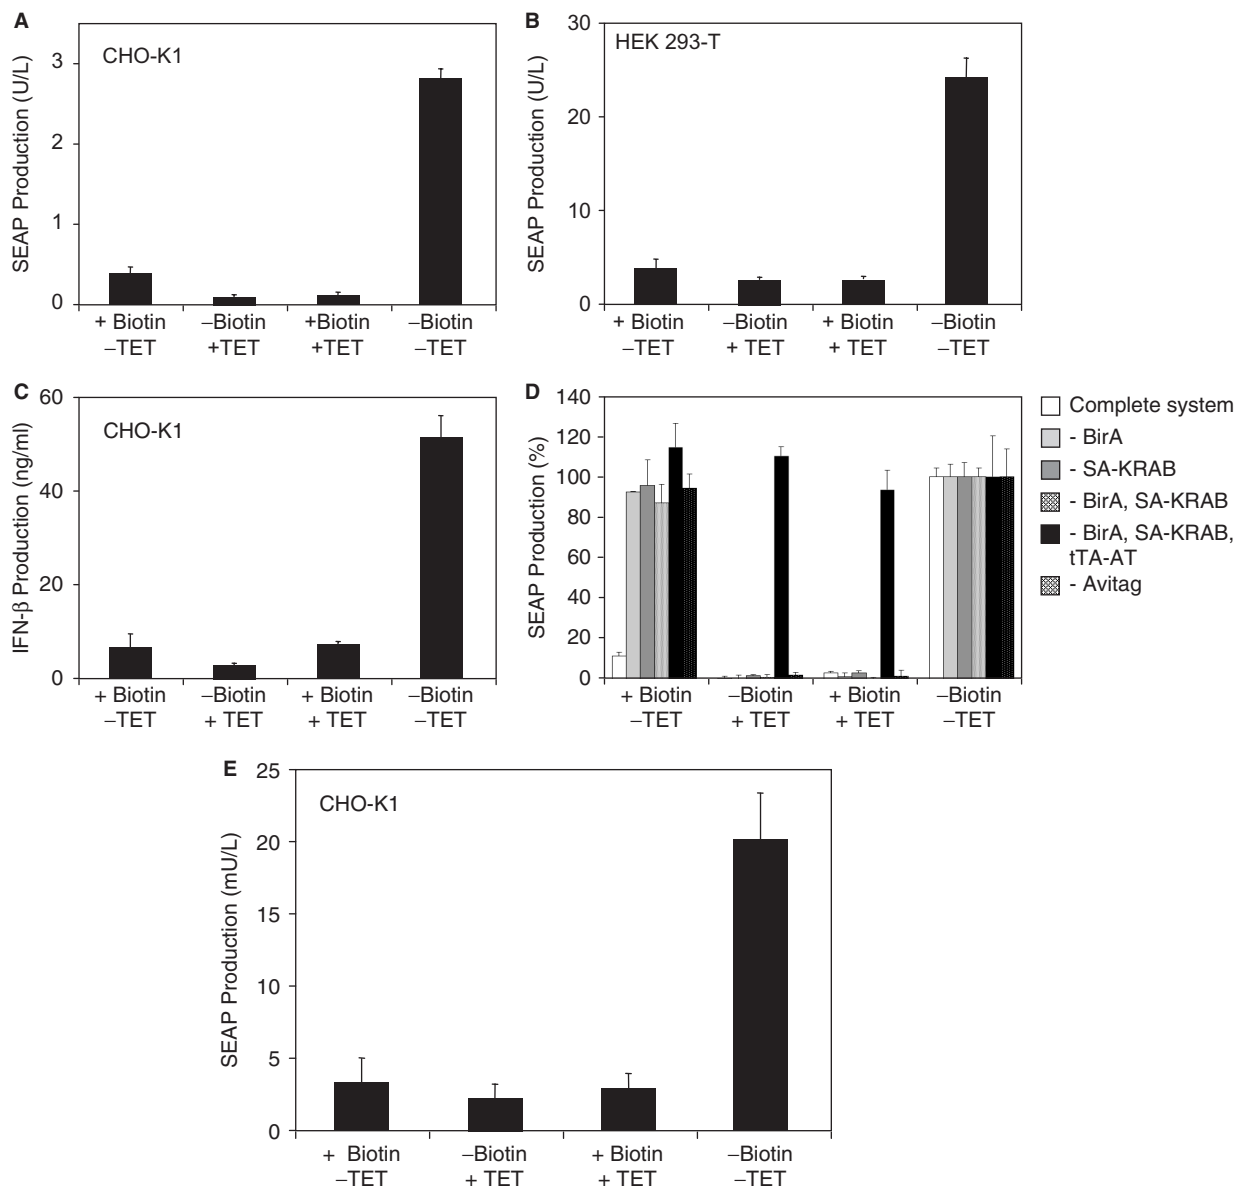 A
CHO-K1
SEAP Production (U/L)
3
2
1
0
+ Biotin –Biotin +Biotin –Biotin
–TET +TET +TET –TET
B
HEK 293-T
SEAP Production (U/L)
30
20
10
0
+ Biotin –Biotin + Biotin –Biotin
–TET + TET + TET –TET
C
CHO-K1
IFN-β Production (ng/ml)
60
40
20
0
+ Biotin –Biotin + Biotin –Biotin
–TET + TET + TET –TET
D
SEAP Production (%)
140
120
100
80
60
40
20
0
+ Biotin –Biotin + Biotin –Biotin
–TET + TET + TET –TET
Complete system
- BirA
- SA-KRAB
- BirA, SA-KRAB
- BirA, SA-KRAB,
tTA-AT
- Avitag
E
CHO-K1
SEAP Production (mU/L)
25
20
15
10
5
0
+ Biotin –Biotin + Biotin –Biotin
–TET + TET + TET –TET